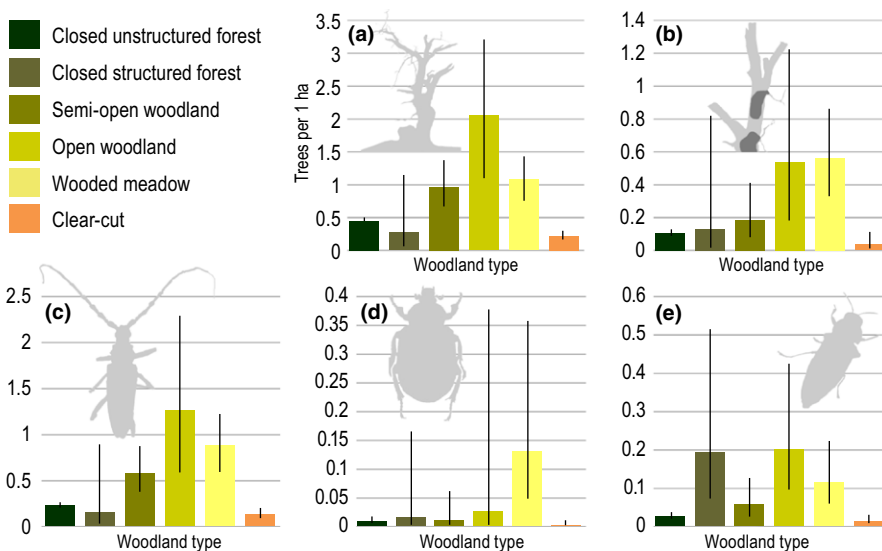 Closed unstructured forest
Closed structured forest
Semi-open woodland
Open woodland
Wooded meadow
Clear-cut
(a)
Trees per 1 ha
3.5
3
2.5
2
1.5
1
0.5
0
Woodland type
(b)
1.4
1.2
1
0.8
0.6
0.4
0.2
0
Woodland type
(c)
2.5
2
1.5
1
0.5
0
Woodland type
(d)
0.4
0.35
0.3
0.25
0.2
0.15
0.1
0.05
0
Woodland type
(e)
0.6
0.5
0.4
0.3
0.2
0.1
0
Woodland type